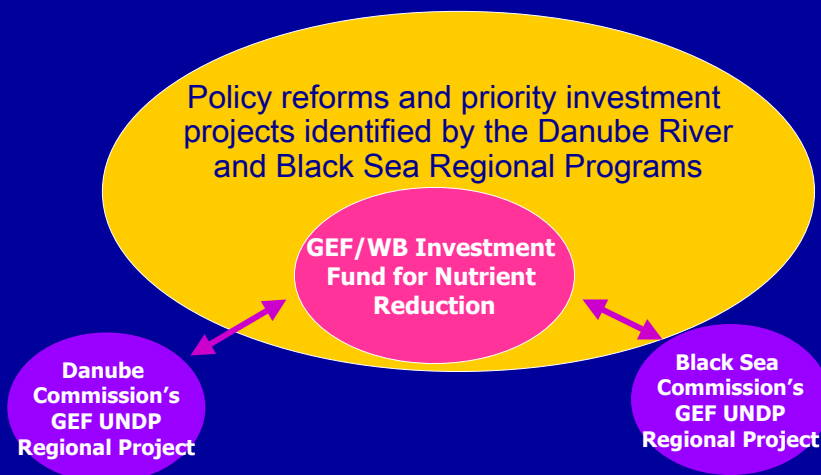 Policy reforms and priority investment
projects identified by the Danube River
and Black Sea Regional Programs
GEF/WB Investment
Fund for Nutrient
Reduction
Danube
Commission's
GEF UNDP
Regional Project
Black Sea
Commission's
GEF UNDP
Regional Project